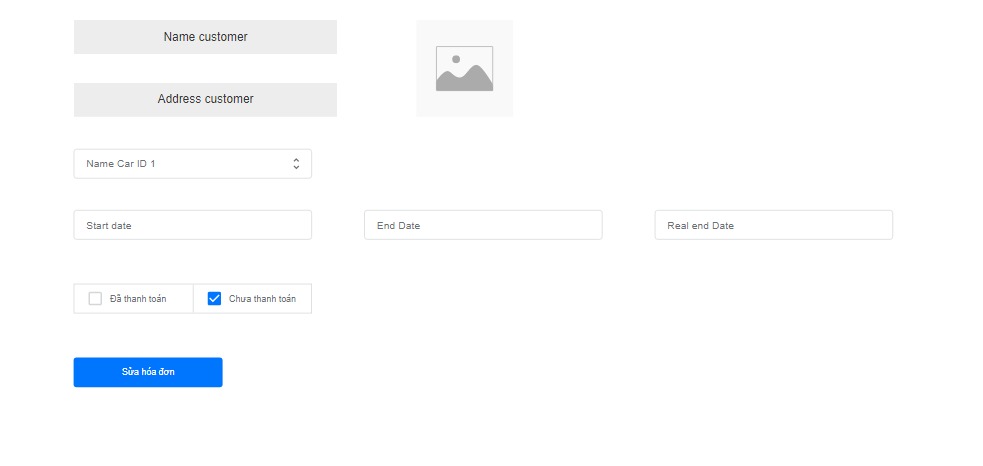 Name customer
Address customer
Name Car ID 1
Start date
End Date
Real end Date
Đã thanh toán
Chưa thanh toán
Sửa hóa đơn